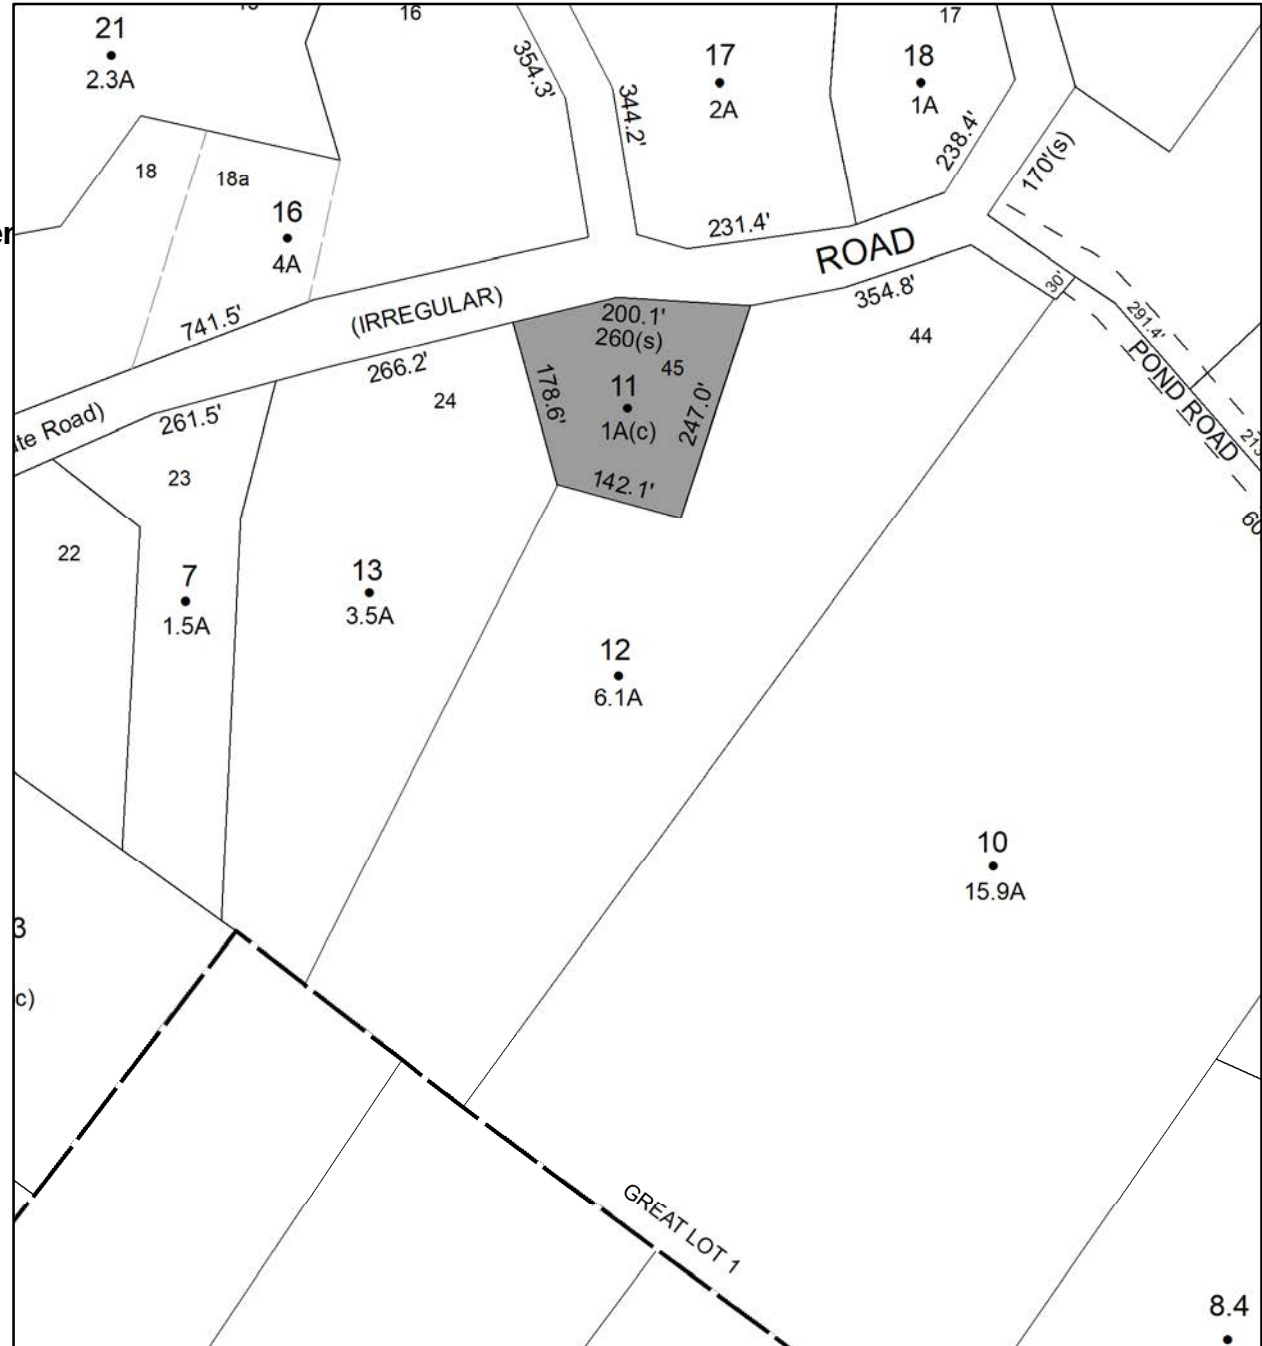 16
17
21
2.3A
354.3'
344.2'
17
2A
18
1A
238.4'
170'(s)
18
18a
16
4A
231.4'
ROAD
741.5'
(IRREGULAR)
200.1'
260(s)
354.8'
30'
291.4'
44
POND ROAD
266.2'
24
178.6'
45
11
1A(c)
247.0'
142.1'
261.5'
Road)
23
22
60
7
1.5A
13
3.5A
12
6.1A
10
15.9A
c)
GREAT LOT 1
8.4